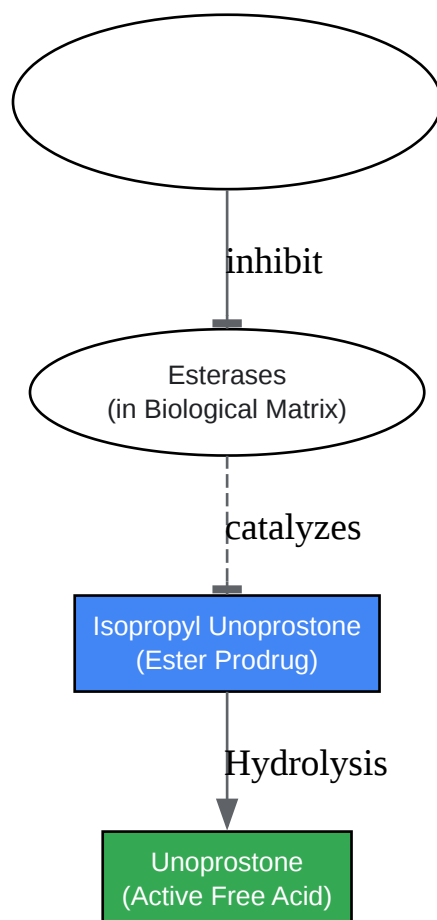 inhibit
Esterases
(in Biological Matrix)
catalyzes
Isopropyl Unoprostone
(Ester Prodrug)
Hydrolysis
Unoprostone
(Active Free Acid)